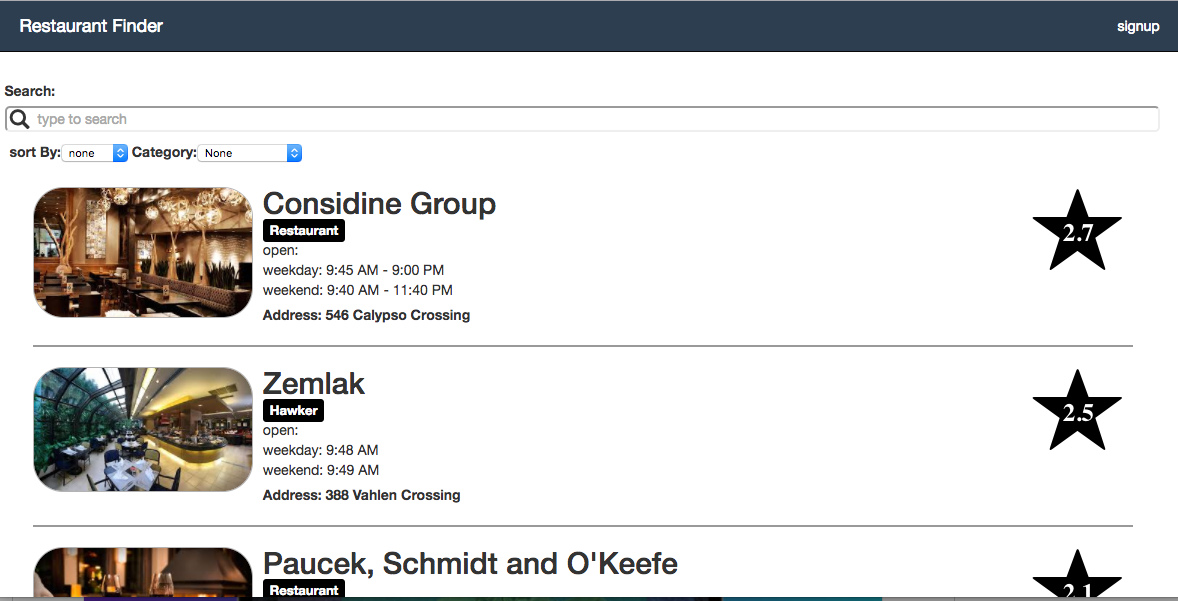 Restaurant Finder
signup
Search:
type to search
sort By: none Category: None
Considine Group
Restaurant
open:
weekday: 9:45 AM - 9:00 PM
weekend: 9:40 AM - 11:40 PM
Address: 546 Calypso Crossing
2.7
Zemlak
Hawker
open:
weekday: 9:48 AM
weekend: 9:49 AM
Address: 388 Vahlen Crossing
2.5
Paucek, Schmidt and O'Keefe
Restaurant
2.1